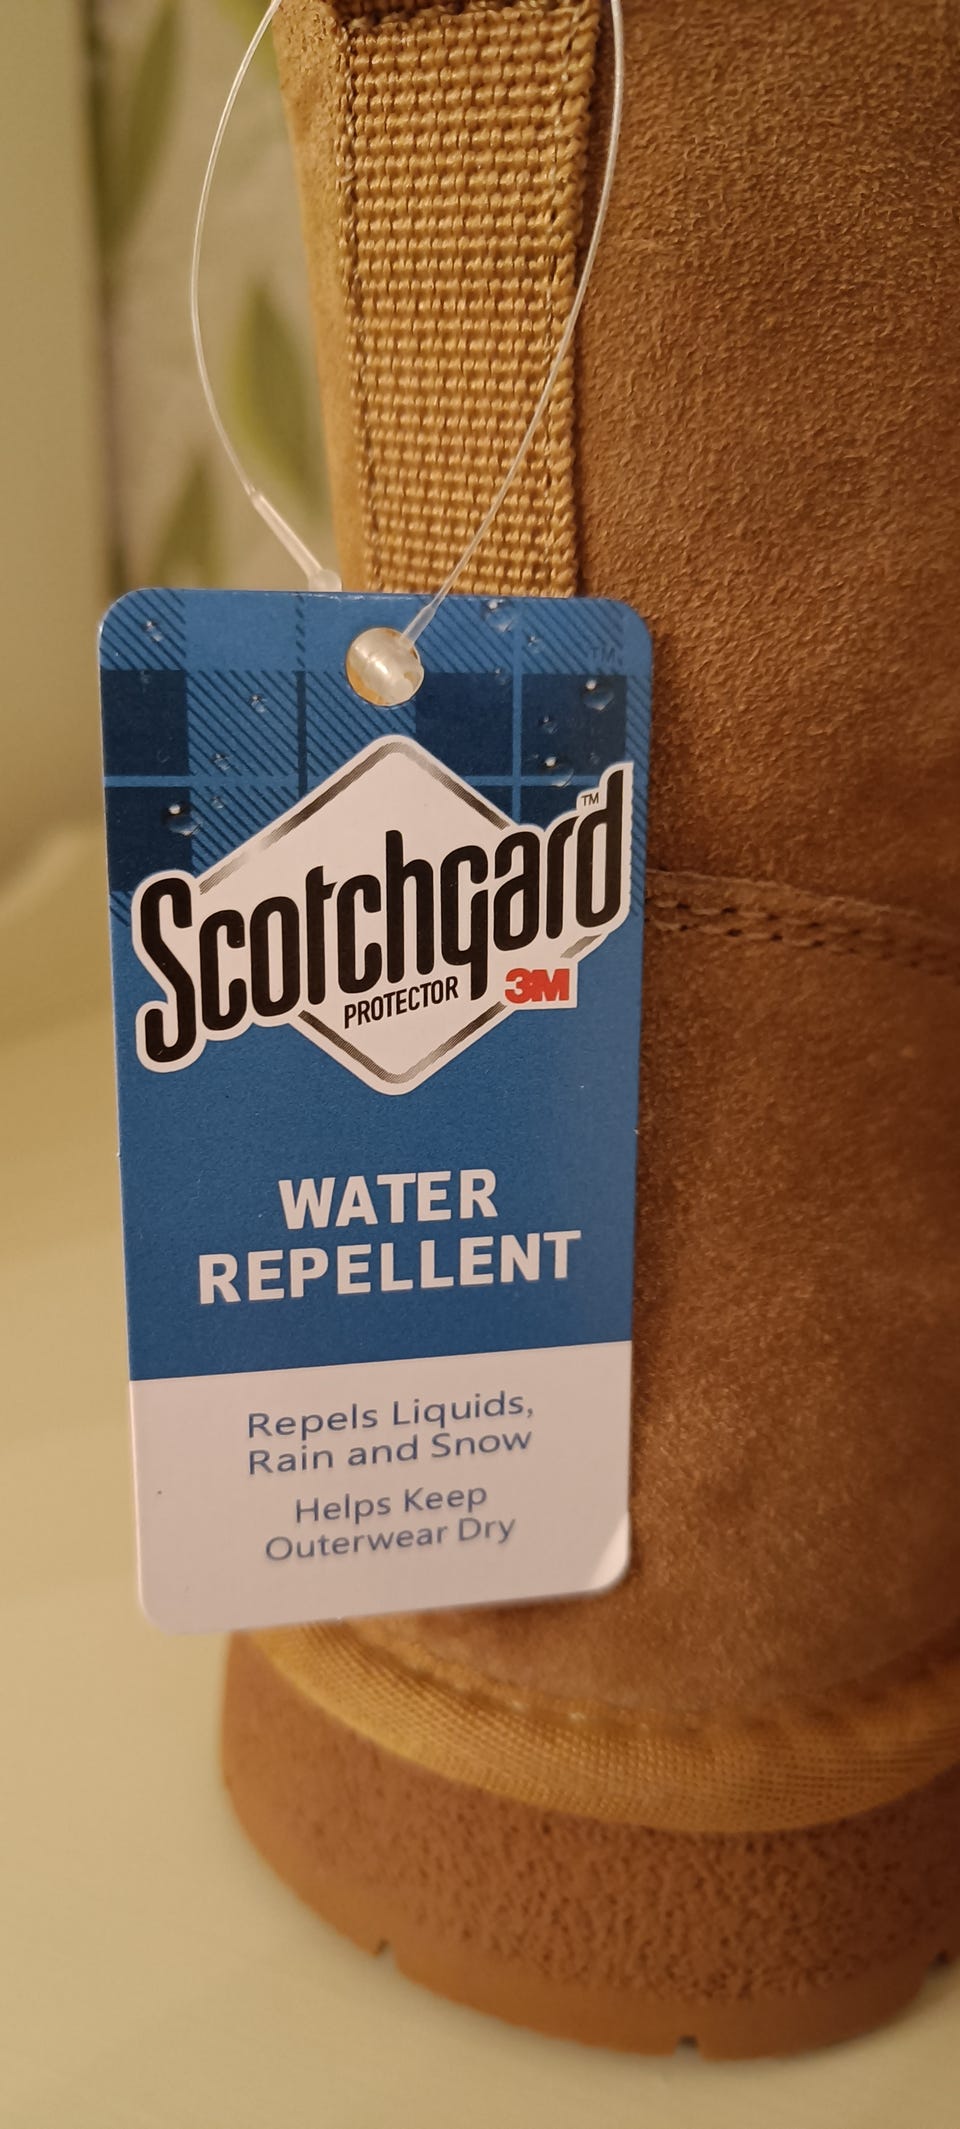 Scotchgard™
PROTECTOR 3M
WATER
REPELLENT
Repels Liquids,
Rain and Snow
Helps Keep
Outerwear Dry